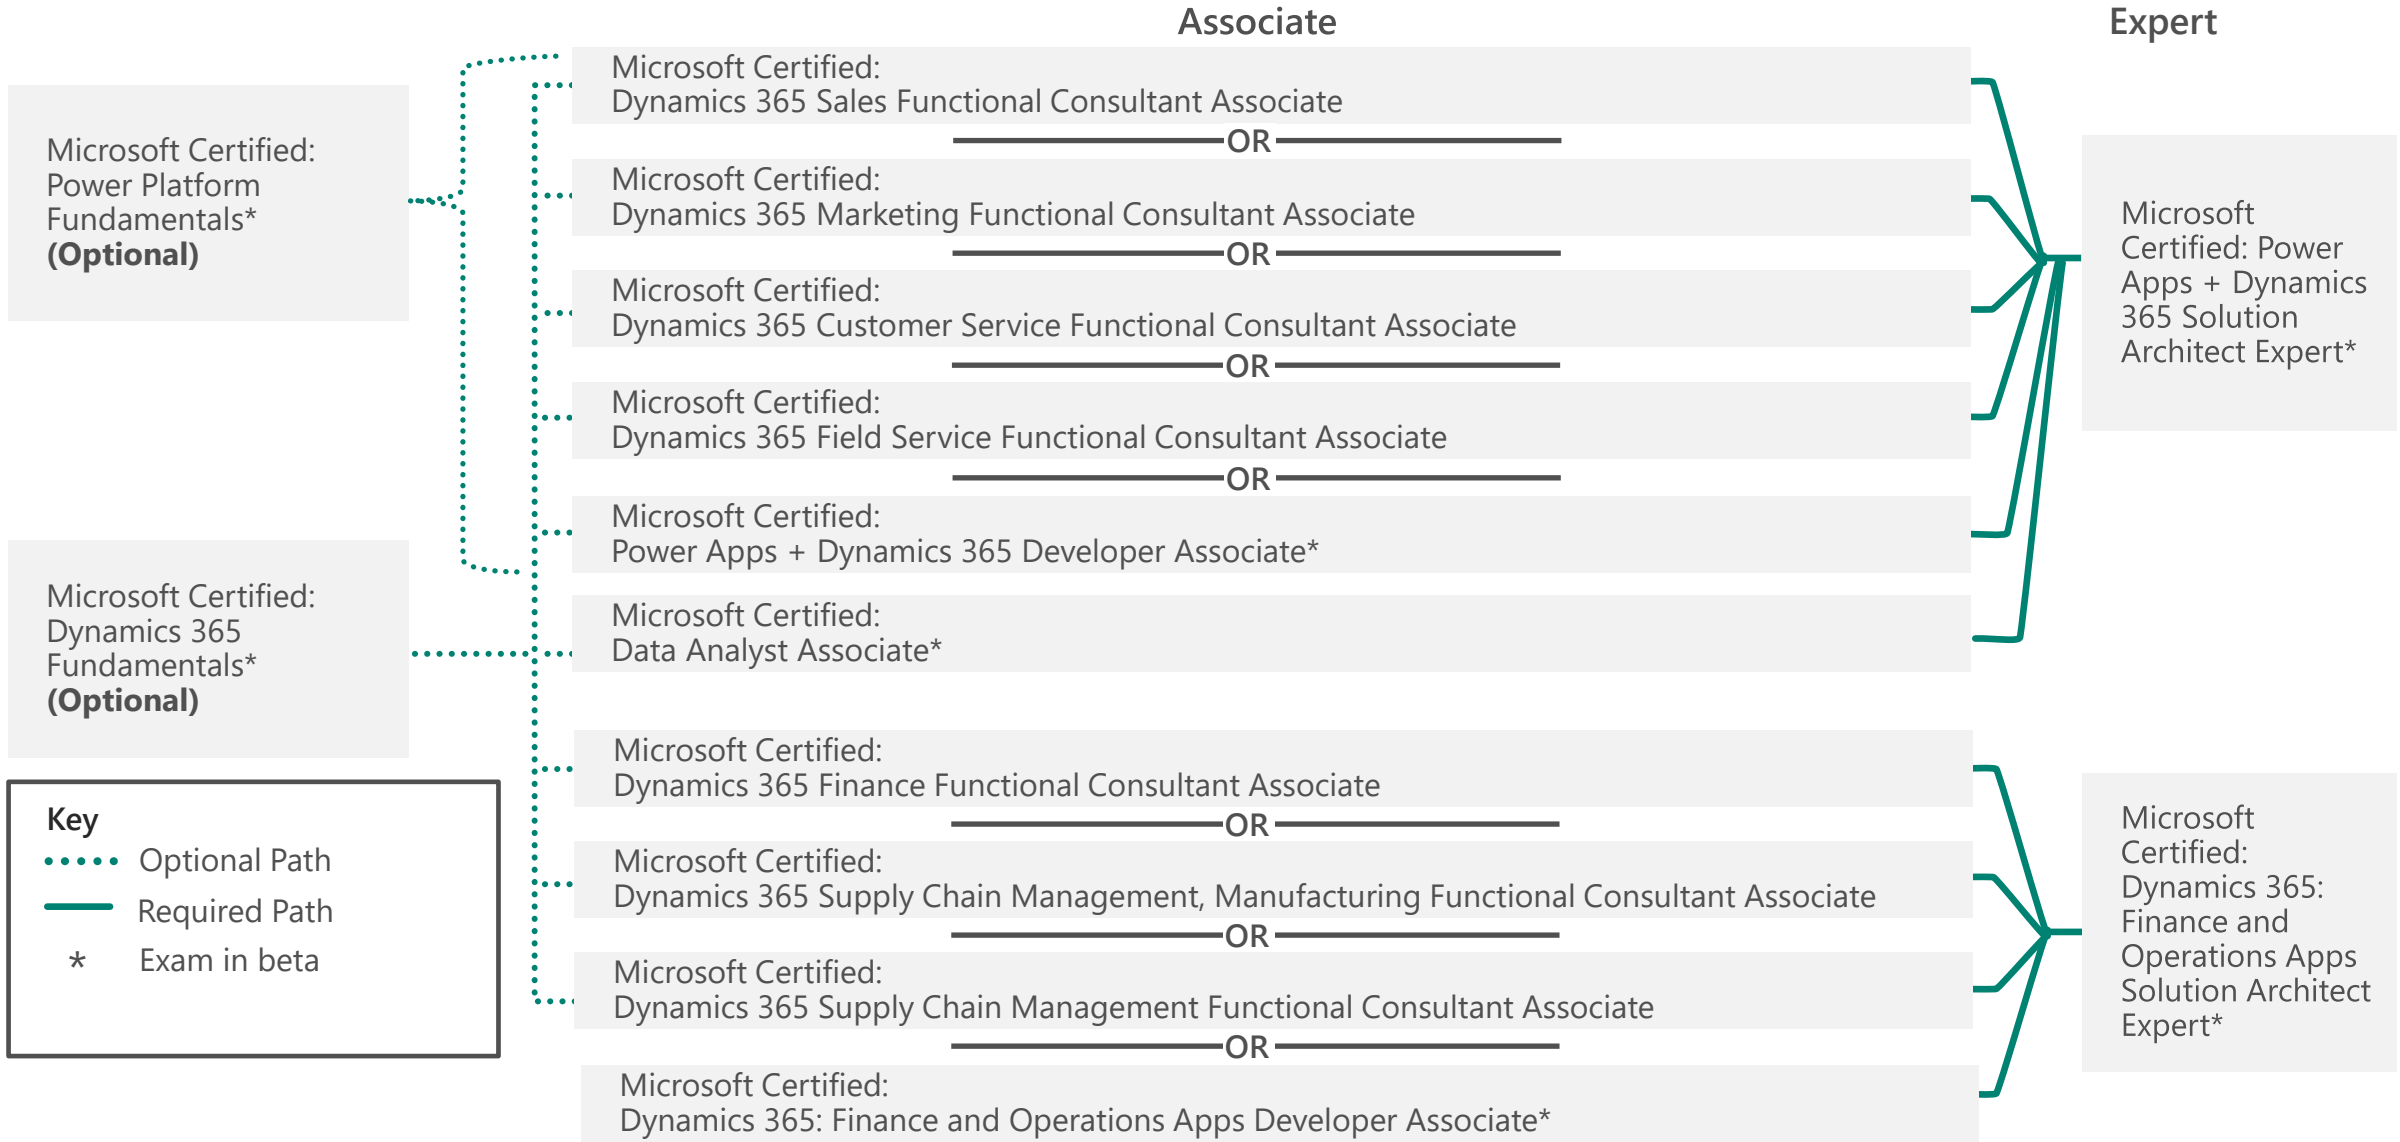 Associate
Expert
Microsoft Certified:
Power Platform
Fundamentals*
(Optional)
Microsoft Certified:
Dynamics 365
Fundamentals*
(Optional)
Key
Optional Path
Required Path
* Exam in beta
Microsoft Certified:
Dynamics 365 Sales Functional Consultant Associate
OR
Microsoft Certified:
Dynamics 365 Marketing Functional Consultant Associate
OR
Microsoft Certified:
Dynamics 365 Customer Service Functional Consultant Associate
OR
Microsoft Certified:
Dynamics 365 Field Service Functional Consultant Associate
OR
Microsoft Certified:
Power Apps + Dynamics 365 Developer Associate*
Microsoft Certified:
Data Analyst Associate*
Microsoft Certified:
Dynamics 365 Finance Functional Consultant Associate
OR
Microsoft Certified:
Dynamics 365 Supply Chain Management, Manufacturing Functional Consultant Associate
OR
Microsoft Certified:
Dynamics 365 Supply Chain Management Functional Consultant Associate
OR
Microsoft Certified:
Dynamics 365: Finance and Operations Apps Developer Associate*
Microsoft
Certified: Power
Apps + Dynamics
365 Solution
Architect Expert*
Microsoft
Certified:
Dynamics 365:
Finance and
Operations Apps
Solution Architect
Expert*